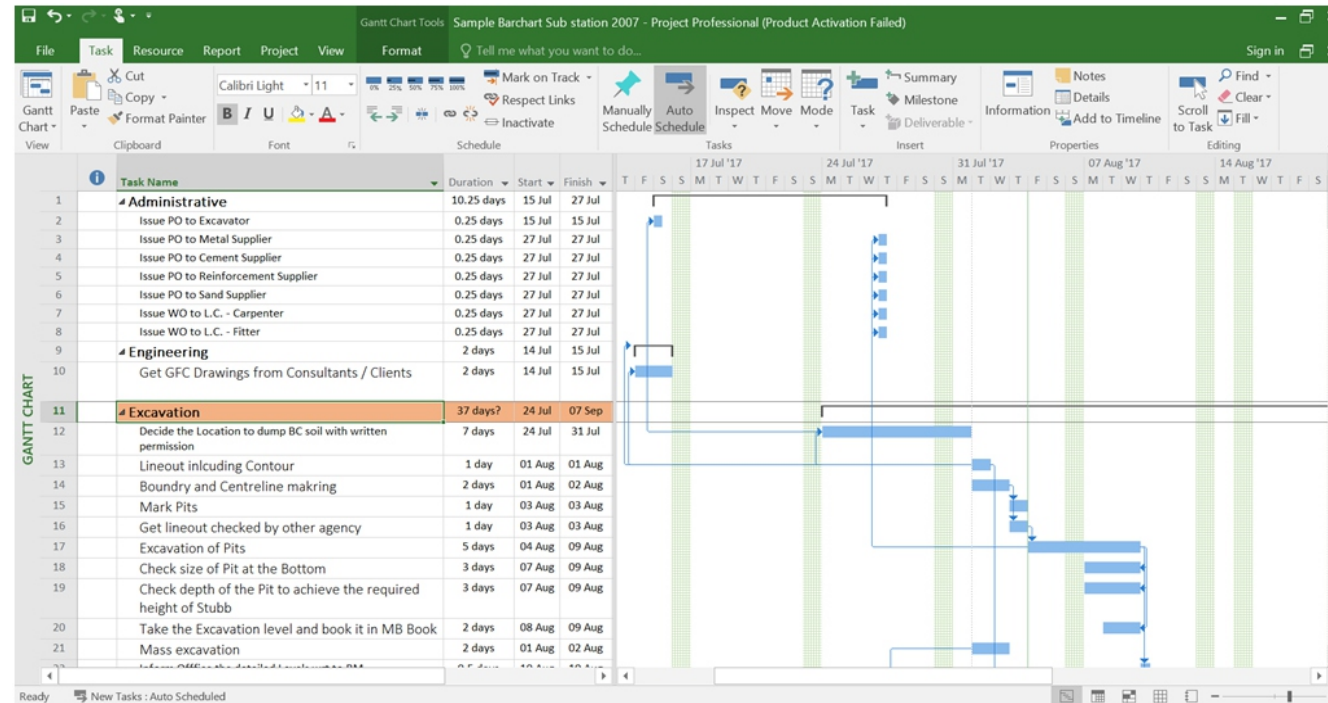 Gantt Chart Tools Sample Barchart Sub station 2007 - Project Professional (Product Activation Failed)
File Task Resource Report Project View Format Tell me what you want to do... Sign in
Gantt Chart
View
Paste
Cut
Copy
Format Painter
Clipboard
Calibri Light 11
B I U A
Font
0% 25% 50% 75% 100%
Mark on Track
Respect Links
Inactivate
Schedule
Manually Schedule
Auto Schedule
Inspect Move Mode
Tasks
Task
Summary
Milestone
Deliverable
Insert
Information
Notes
Details
Add to Timeline
Properties
Scroll to Task
Find
Clear
Fill
Editing
17 Jul '17 24 Jul '17 31 Jul '17 07 Aug '17 14 Aug '17
Task Name Duration Start Finish T F S S M T W T F S S M T W T F S S M T W T F S S M T W T F S S M T W T F S
1 Administrative 10.25 days 15 Jul 27 Jul
2 Issue PO to Excavator 0.25 days 15 Jul 15 Jul
3 Issue PO to Metal Supplier 0.25 days 27 Jul 27 Jul
4 Issue PO to Cement Supplier 0.25 days 27 Jul 27 Jul
5 Issue PO to Reinforcement Supplier 0.25 days 27 Jul 27 Jul
6 Issue PO to Sand Supplier 0.25 days 27 Jul 27 Jul
7 Issue WO to L.C. - Carpenter 0.25 days 27 Jul 27 Jul
8 Issue WO to L.C. - Fitter 0.25 days 27 Jul 27 Jul
9 Engineering 2 days 14 Jul 15 Jul
10 Get GFC Drawings from Consultants / Clients 2 days 14 Jul 15 Jul
GANTT CHART
11 Excavation 37 days? 24 Jul 07 Sep
12 Decide the Location to dump BC soil with written 7 days 24 Jul 31 Jul
permission
13 Lineout inlcuding Contour 1 day 01 Aug 01 Aug
14 Boundry and Centreline makring 2 days 01 Aug 02 Aug
15 Mark Pits 1 day 03 Aug 03 Aug
16 Get lineout checked by other agency 1 day 03 Aug 03 Aug
17 Excavation of Pits 5 days 04 Aug 09 Aug
18 Check size of Pit at the Bottom 3 days 07 Aug 09 Aug
19 Check depth of the Pit to achieve the required 3 days 07 Aug 09 Aug
height of Stubb
20 Take the Excavation level and book it in MB Book 2 days 08 Aug 09 Aug
21 Mass excavation 2 days 01 Aug 02 Aug
Ready New Tasks : Auto Scheduled